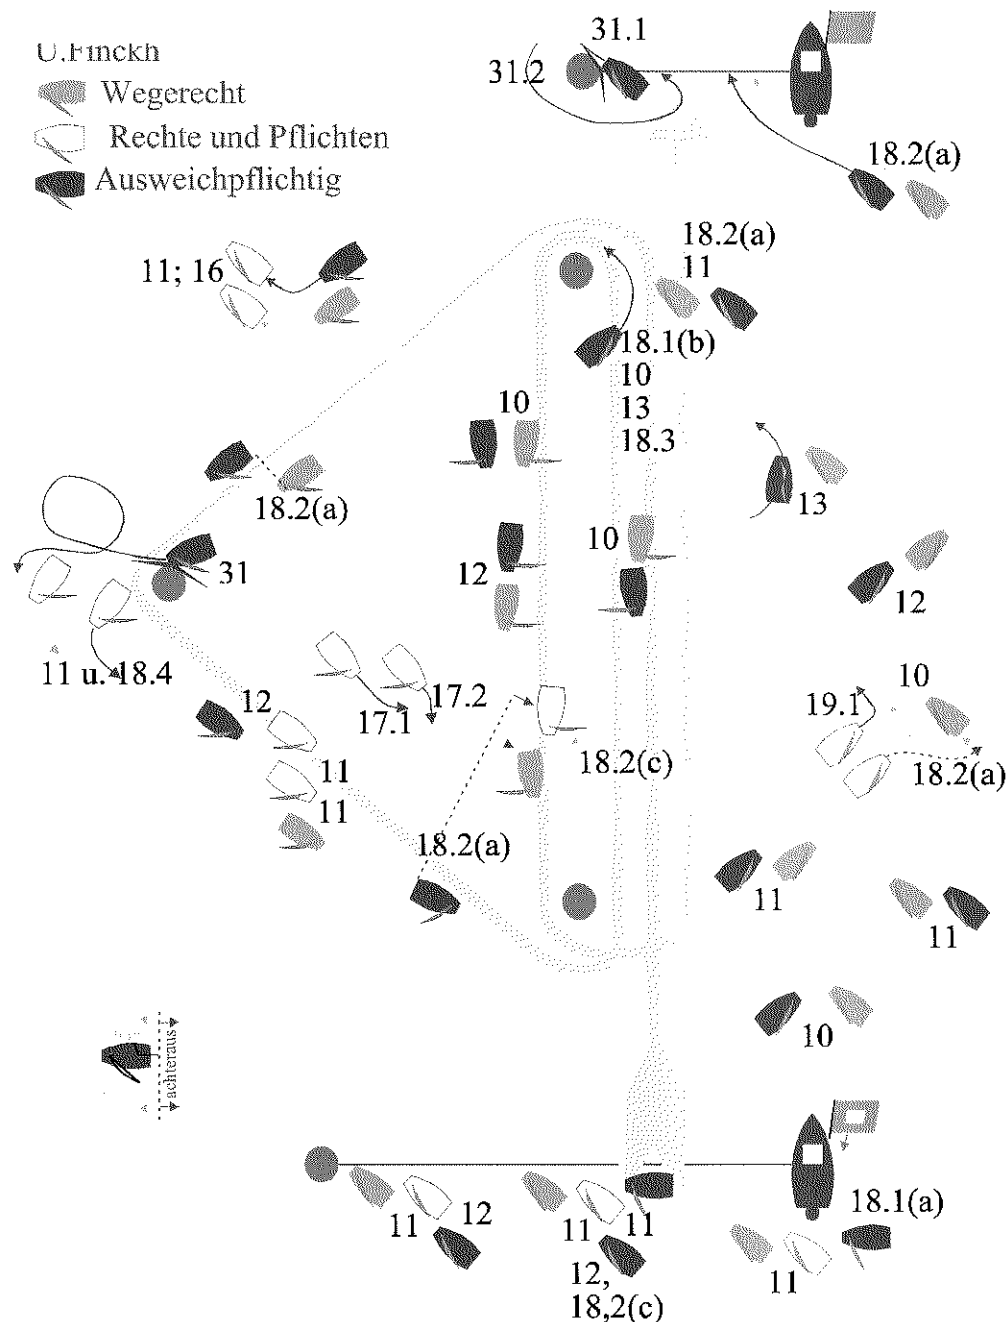 U.Finckh
Wegerecht
Rechte und Pflichten
Ausweichpflichtig
31.1
31.2
18.2(a)
11; 16
18.2(a)
11
18.1(b)
10
13
18.3
10
18.2(a)
13
10
12
31
12
11 u. 18.4
12
17.1
17.2
10
19.1
18.2(a)
18.2(c)
11
11
18.2(a)
11
11
10
achteraus
18.1(a)
11
12
11
11
12,
18,2(c)
11